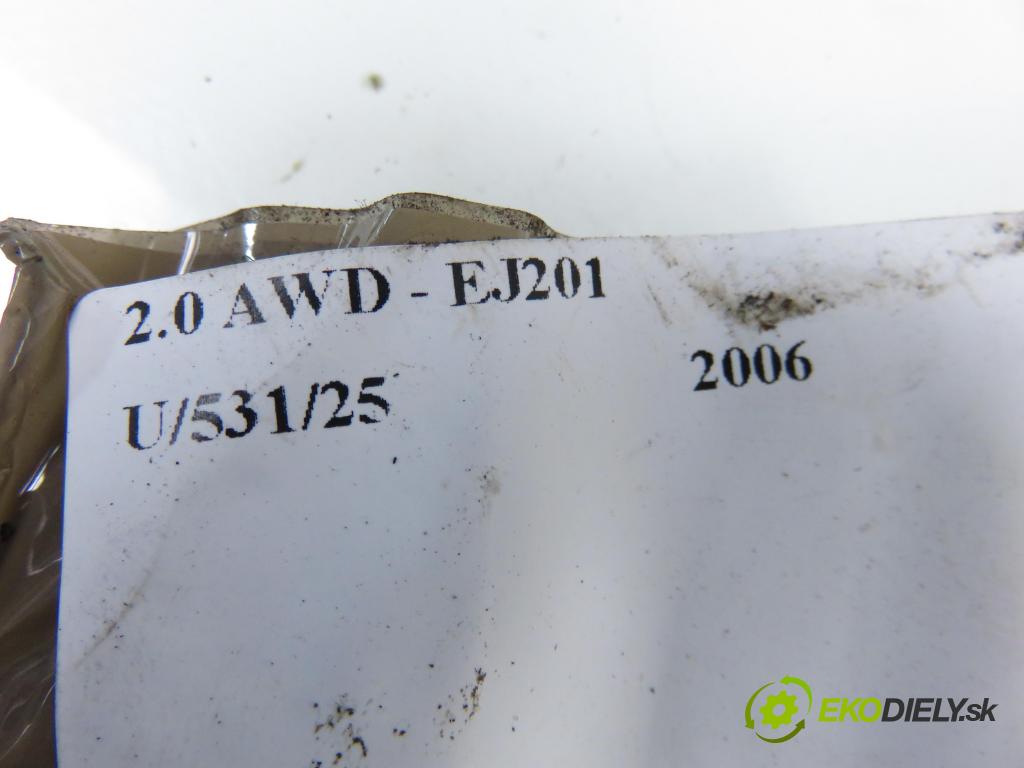 2.0 AWD - EJ201
U/531/25
2006
EKODIELY.sk